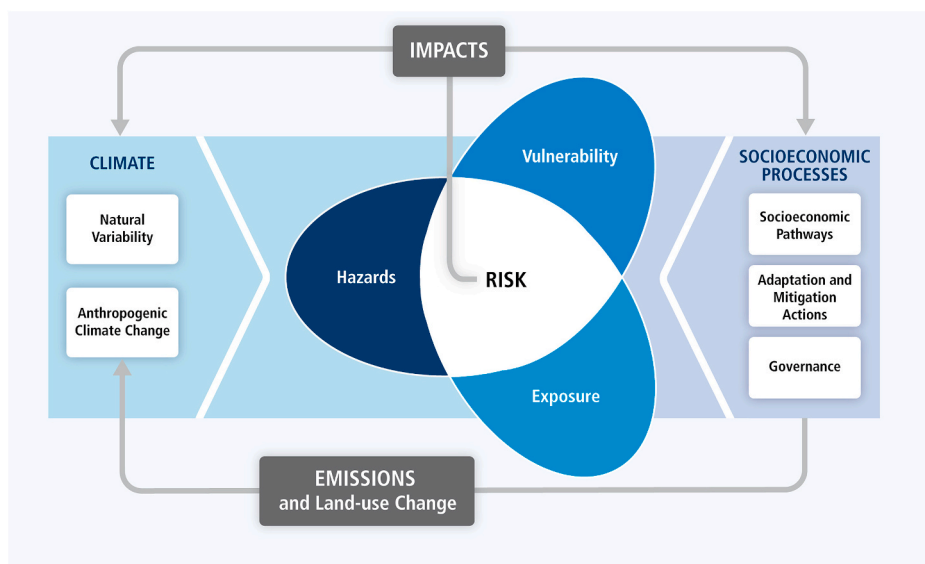 IMPACTS
CLIMATE
Natural
Variability
Anthropogenic
Climate Change
Vulnerability
Hazards
RISK
Exposure
SOCIOECONOMIC
PROCESSES
Socioeconomic
Pathways
Adaptation and
Mitigation
Actions
Governance
EMISSIONS
and Land-use Change